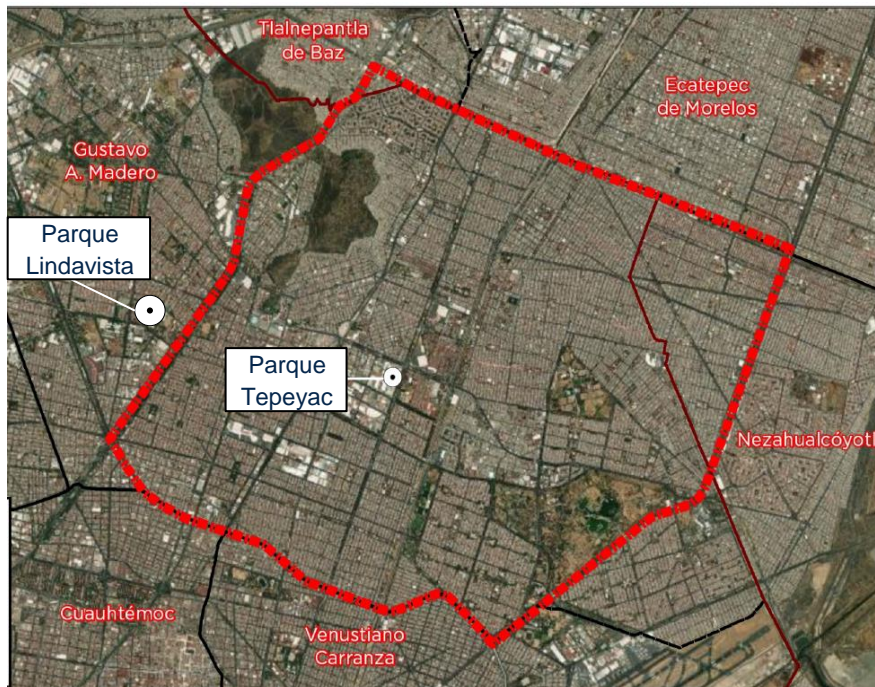 Tlalnepantla
de Baz
Ecatepec
de Morelos
Gustavo
A. Madero
Parque
Lindavista
Parque
Tepeyac
Nezahualcóyotl
Cuauhtémoc
Venustiano
Carranza